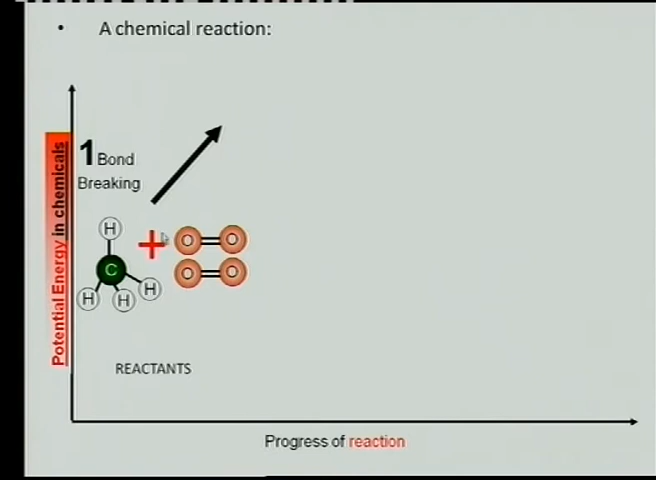 • A chemical reaction:
Potential Energy in chemicals
1 Bond
Breaking
H
C
H
H
H
+
O=O
O=O
REACTANTS
Progress of reaction